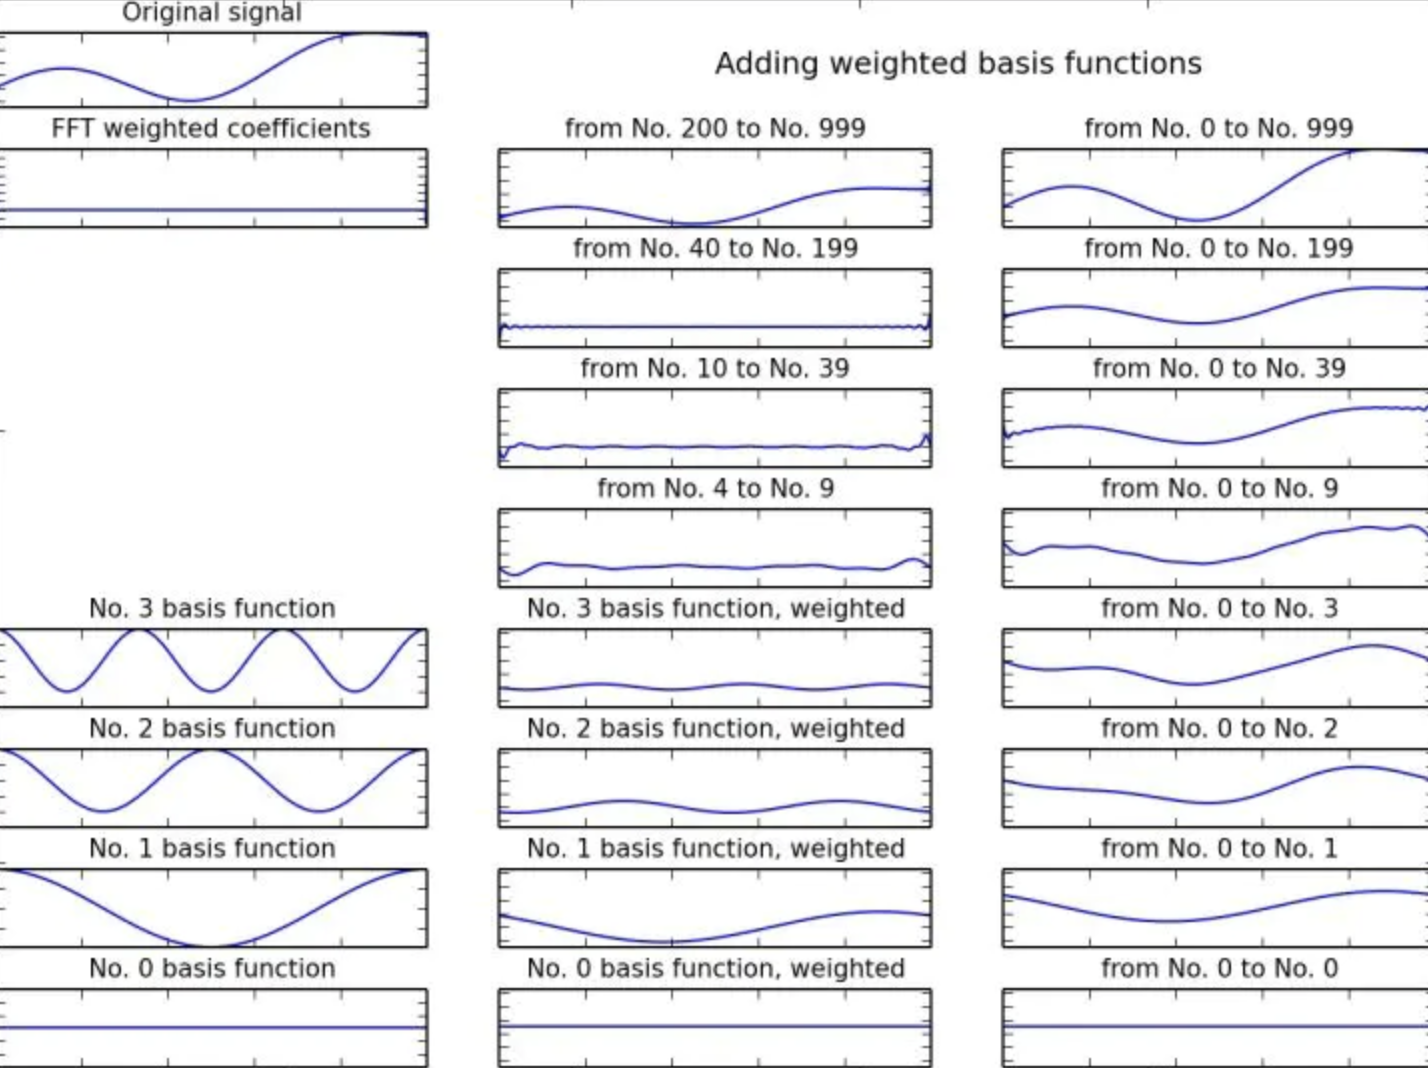 Original signal
Adding weighted basis functions
FFT weighted coefficients
from No. 200 to No. 999
from No. 0 to No. 999
from No. 40 to No. 199
from No. 0 to No. 199
from No. 10 to No. 39
from No. 0 to No. 39
from No. 4 to No. 9
from No. 0 to No. 9
No. 3 basis function
No. 3 basis function, weighted
from No. 0 to No. 3
No. 2 basis function
No. 2 basis function, weighted
from No. 0 to No. 2
No. 1 basis function
No. 1 basis function, weighted
from No. 0 to No. 1
No. 0 basis function
No. 0 basis function, weighted
from No. 0 to No. 0